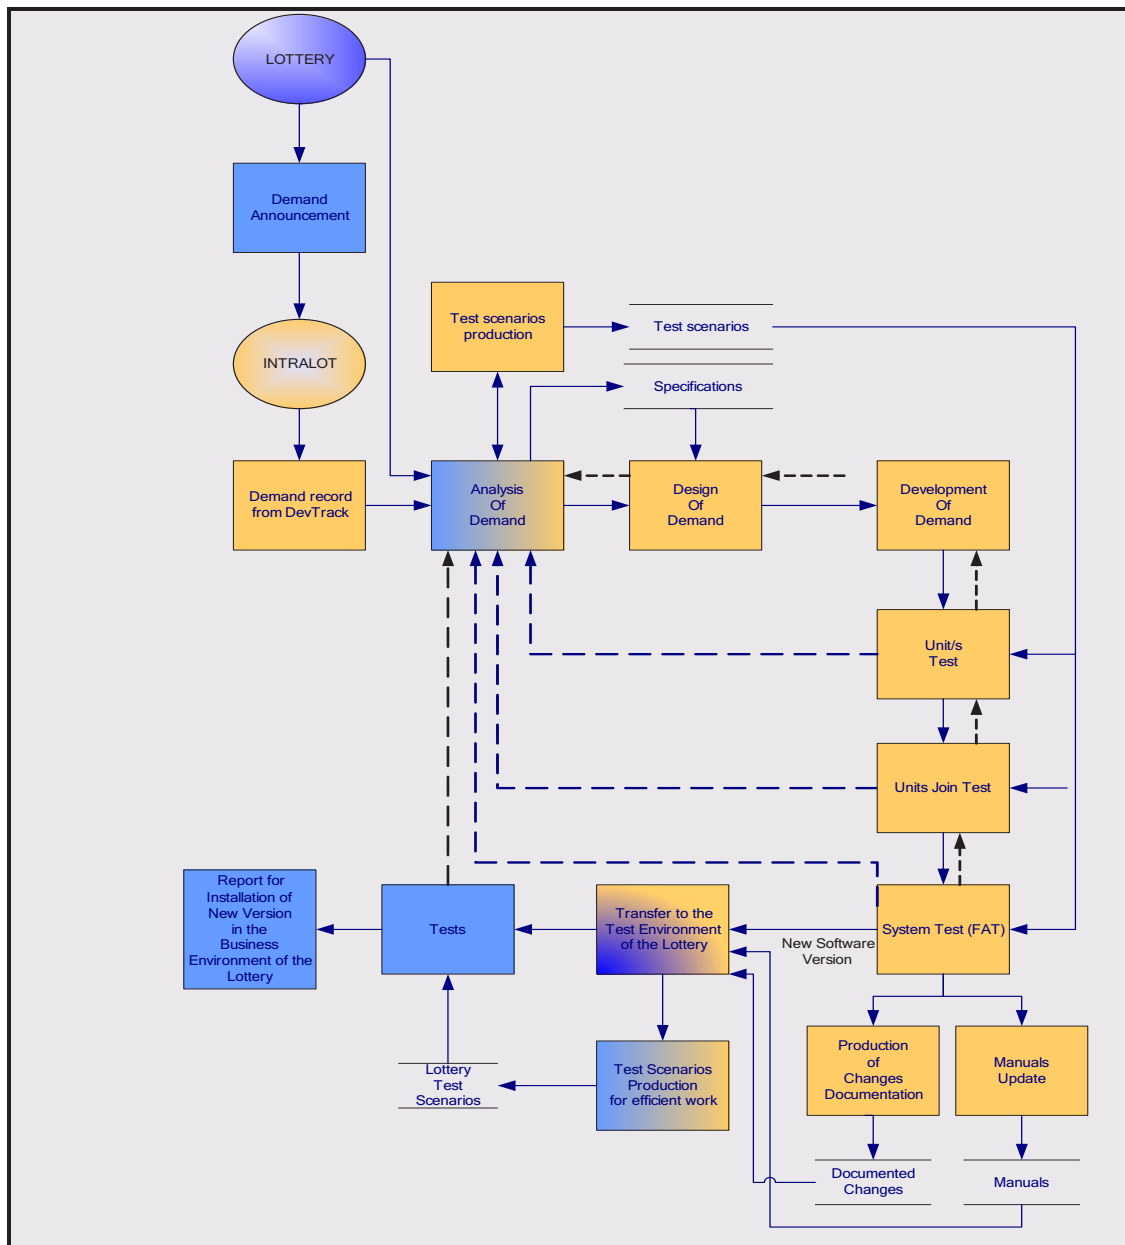 LOTTERY
Demand
Announcement
INTRALOT
Test scenarios
production
Test scenarios
Specifications
Demand record
from DevTrack
Analysis
Of
Demand
Design
Of
Demand
Development
Of
Demand
Unit/s
Test
Units Join Test
Report for
Installation of
New Version
in the
Business
Environment of the
Lottery
Tests
Transfer to the
Test Environment
of the Lottery
New Software
Version
System Test (FAT)
Lottery
Test
Scenarios
Test Scenarios
Production
for efficient work
Production
of
Changes
Documentation
Manuals
Update
Documented
Changes
Manuals